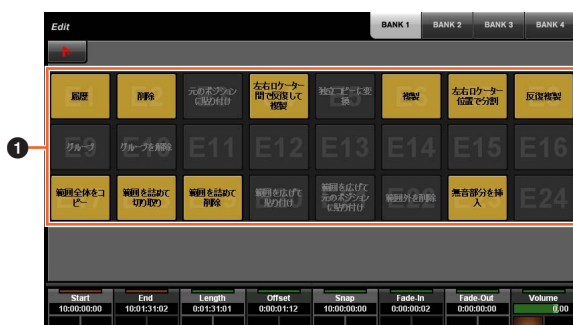 Edit
BANK 1 BANK 2 BANK 3 BANK 4
履歴 削除 元のポジション
に貼り付け 左右ロケーター
間で反復して
複製 独立コピーに変
換 複製 左右ロケーター
位置で分割 反復複製
1
グループ グループを解除 E11 E12 E13 E14 E15 E16
範囲全体をコ
ピー 範囲を詰めて
切り取り 範囲を詰めて
削除 範囲を広げて
貼り付け 範囲を広げて
元のポジション
に貼り付け 範囲外を削除 無音部分を挿
入 E24
Start End Length Offset Snap Fade-In Fade-Out Volume
10:00:00:00 10:01:31:02 0:01:31:01 0:00:01:12 10:00:00:00 0:00:00:02 0:00:00:00 0.00